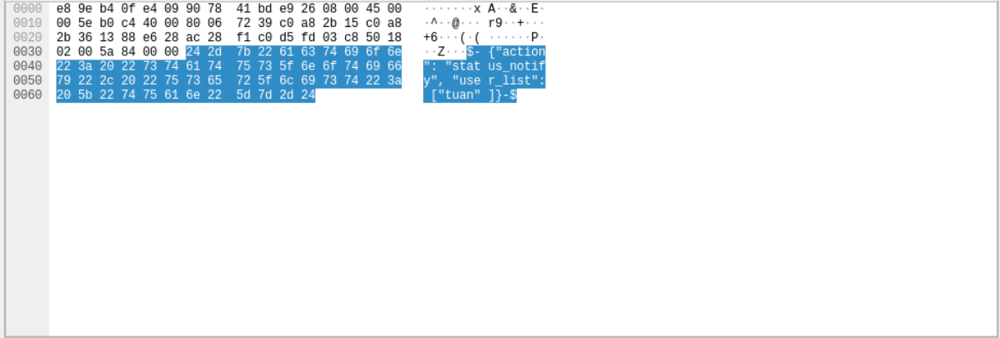 0000 e8 9e b4 0f e4 09 90 78 41 bd e9 26 08 00 45 00 ·······x A··&··E·
0010 00 5e b0 c4 40 00 80 06 72 39 c0 a8 2b 15 c0 a8 ·^··@··· r9··+···
0020 2b 36 13 88 e6 28 ac 28 f1 c0 d5 fd 03 c8 50 18 +6···(·( ······P·
0030 02 00 5a 84 00 00 24 2d 7b 22 61 63 74 69 6f 6e ··Z···$- {"action
0040 22 3a 20 22 73 74 61 74 75 73 5f 6e 6f 74 69 66 ": "stat us_notif
0050 79 22 2c 20 22 75 73 65 72 5f 6c 69 73 74 22 3a y", "use r_list":
0060 20 5b 22 74 75 61 6e 22 5d 7d 2d 24 ["tuan" ]}-$